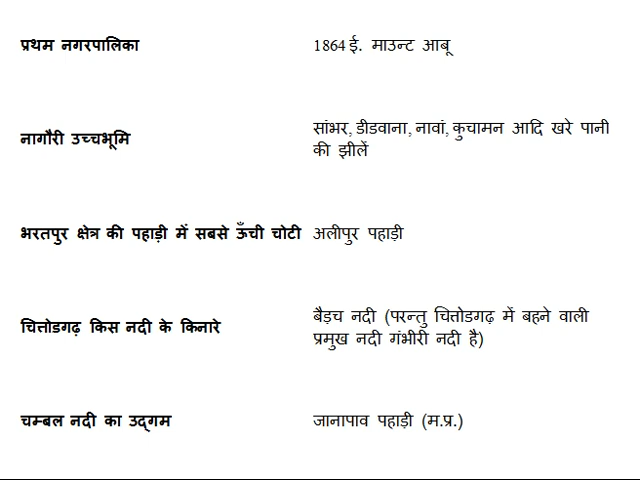 प्रथम नगरपालिका 1864 ई. माउन्ट आबू
नागौरी उच्चभूमि सांभर, डीडवाना, नावां, कुचामन आदि खरे पानी
की झीलें
भरतपुर क्षेत्र की पहाड़ी में सबसे ऊँची चोटी अलीपुर पहाड़ी
चित्तोडगढ़ किस नदी के किनारे बैड़च नदी (परन्तु चित्तोडगढ़ में बहने वाली
प्रमुख नदी गंभीरी नदी है)
चम्बल नदी का उद्गम जानापाव पहाड़ी (म.प्र.)